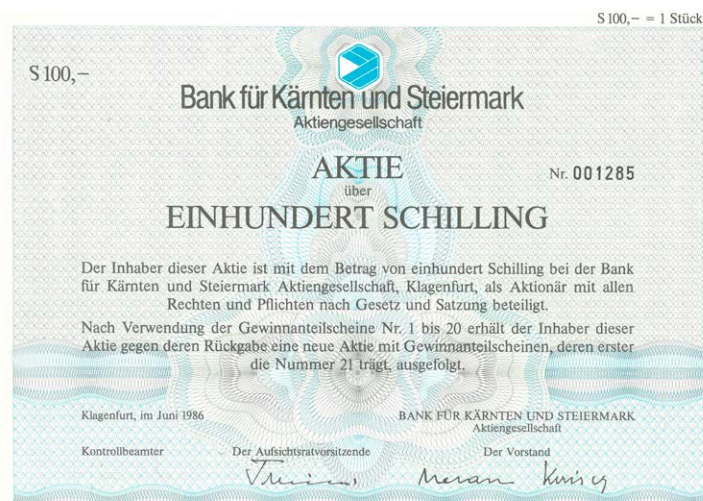 S 100,– = 1 Stück
S 100,–
Bank für Kärnten und Steiermark
Aktiengesellschaft
AKTIE
Nr. 001285
über
EINHUNDERT SCHILLING
Der Inhaber dieser Aktie ist mit dem Betrag von einhundert Schilling bei der Bank
für Kärnten und Steiermark Aktiengesellschaft, Klagenfurt, als Aktionär mit allen
Rechten und Pflichten nach Gesetz und Satzung beteiligt.
Nach Verwendung der Gewinnanteilscheine Nr. 1 bis 20 erhält der Inhaber dieser
Aktie gegen deren Rückgabe eine neue Aktie mit Gewinnanteilscheinen, deren erster
die Nummer 21 trägt, ausgefolgt.
Klagenfurt, im Juni 1986
BANK FÜR KÄRNTEN UND STEIERMARK
Aktiengesellschaft
Kontrollbeamter
Der Aufsichtsratvorsitzende
Der Vorstand